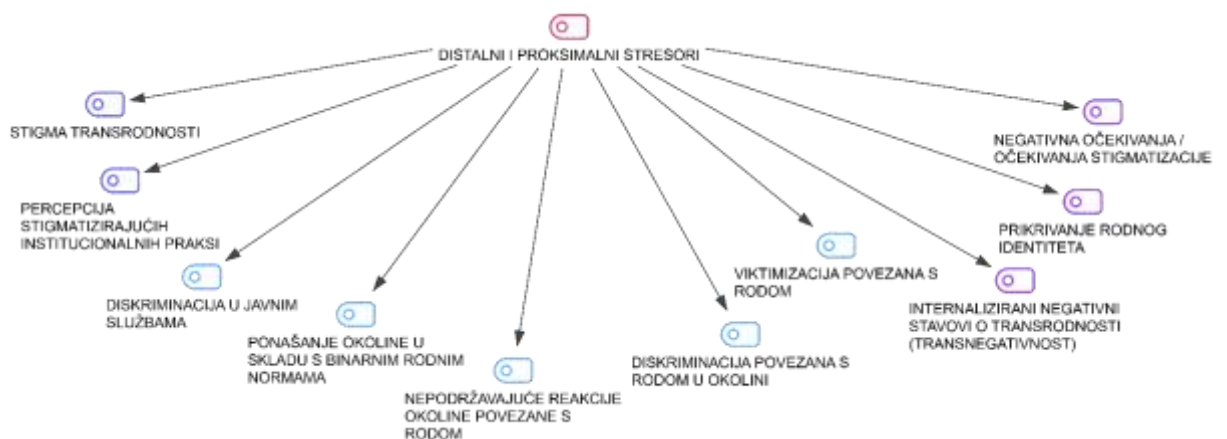 DISTALNI I PROKSIMALNI STRESORI
STIGMA TRANSRODNOSTI
PERCEPCIJA
STIGMATIZIRAJUĆIH
INSTITUCIONALNIH PRAKSI
DISKRIMINACIJA U JAVNIM
SLUŽBAMA
PONAŠANJE OKOLINE U
SKLADU S BINARNIM RODNIM
NORMAMA
NEPODRŽAVAJUĆE REAKCIJE
OKOLINE POVEZANE S
RODOM
DISKRIMINACIJA POVEZANA S
RODOM U OKOLINI
VIKTIMIZACIJA POVEZANA S
RODOM
INTERNALIZIRANI NEGATIVNI
STAVOVI O TRANSRODNOSTI
(TRANSNEGATIVNOST)
PRIKRIVANJE RODNOG
IDENTITETA
NEGATIVNA OČEKIVANJA /
OČEKIVANJA STIGMATIZACIJE